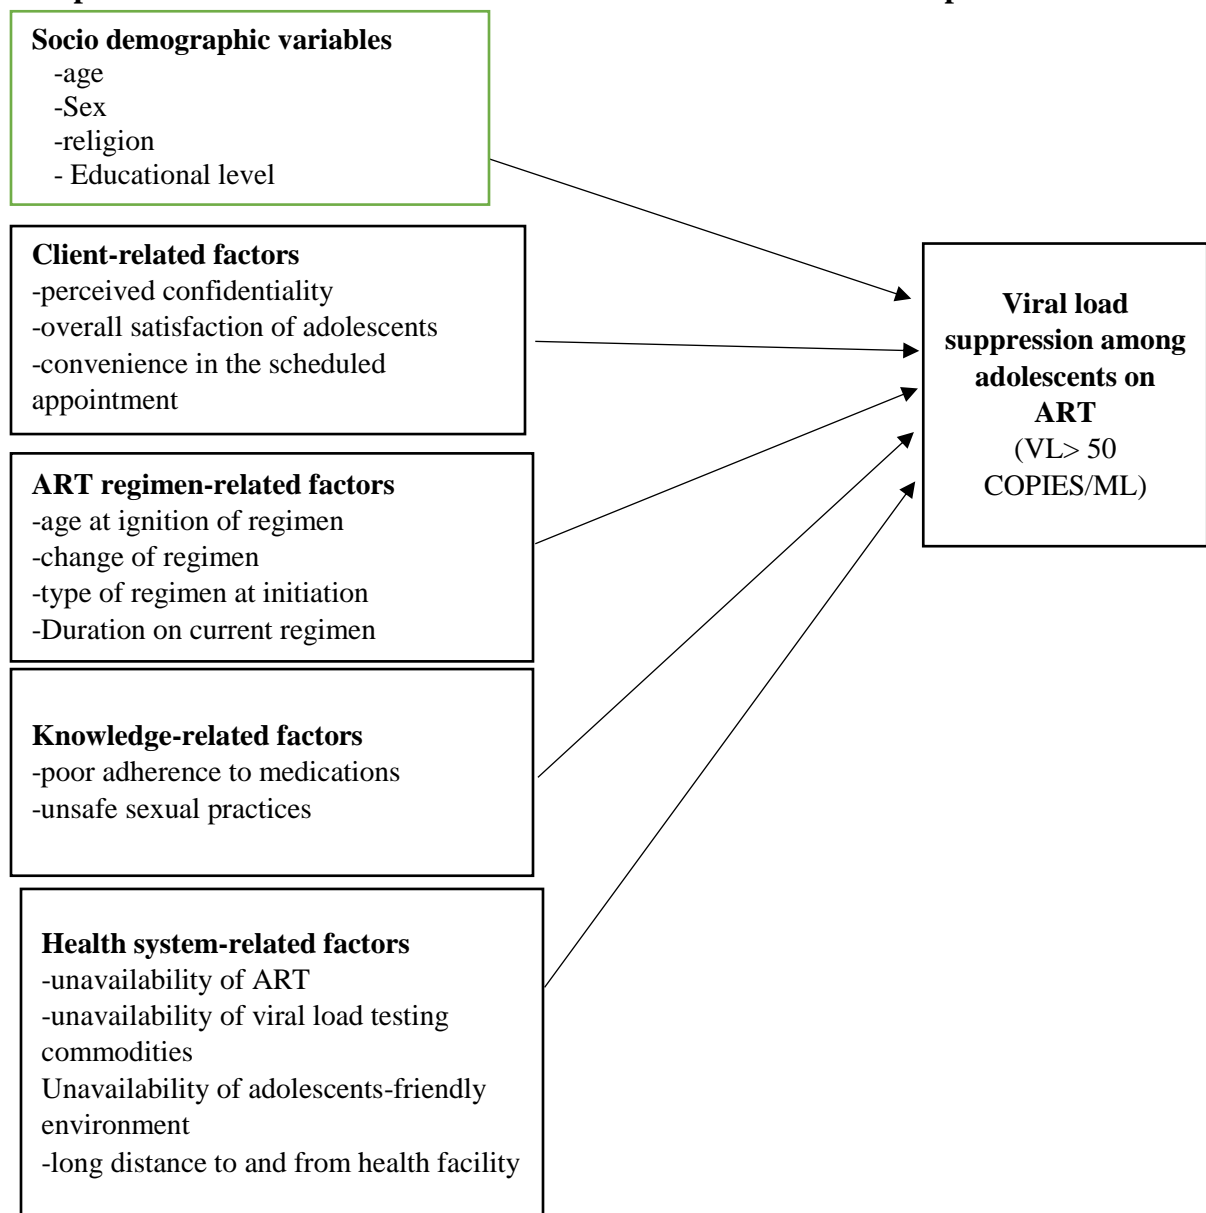 Socio demographic variables
-age
-Sex
-religion
- Educational level
Client-related factors
-perceived confidentiality
-overall satisfaction of adolescents
-convenience in the scheduled
appointment
ART regimen-related factors
-age at ignition of regimen
-change of regimen
-type of regimen at initiation
-Duration on current regimen
Knowledge-related factors
-poor adherence to medications
-unsafe sexual practices
Health system-related factors
-unavailability of ART
-unavailability of viral load testing
commodities
Unavailability of adolescents-friendly
environment
-long distance to and from health facility
Viral load
suppression among
adolescents on
ART
(VL> 50
COPIES/ML)